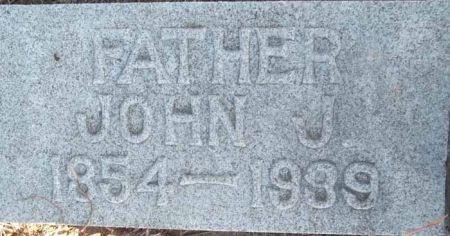 FATHER
JOHN J.
1854 — 1939